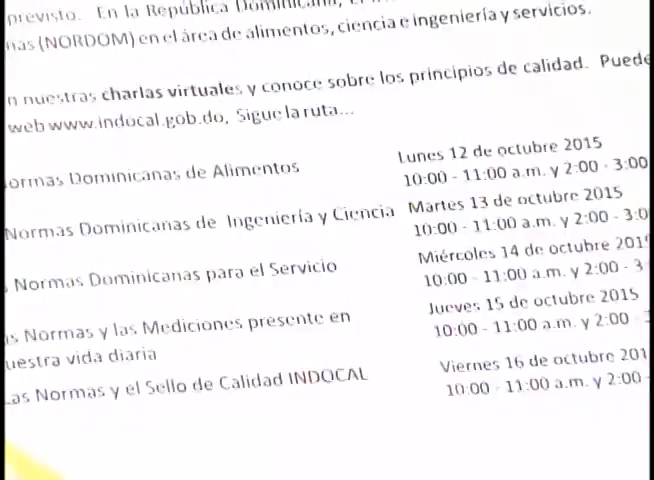 previsto. En la República Dominicana, el
nas (NORDOM) en el área de alimentos, ciencia e ingeniería y servicios.
n nuestras charlas virtuales y conoce sobre los principios de calidad. Puede
web www.indocal.gob.do, Sigue la ruta...
ormas Dominicanas de Alimentos
Lunes 12 de octubre 2015
10:00 - 11:00 a.m. y 2:00 - 3:00
Normas Dominicanas de Ingeniería y Ciencia
Martes 13 de octubre 2015
10:00 - 11:00 a.m. y 2:00 - 3:0
s Normas Dominicanas para el Servicio
Miércoles 14 de octubre 2015
10:00 - 11:00 a.m. y 2:00 - 3
as Normas y las Mediciones presente en
uestra vida diaria
Jueves 15 de octubre 2015
10:00 - 11:00 a.m. y 2:00 - 3
Las Normas y el Sello de Calidad INDOCAL
Viernes 16 de octubre 201
10:00 - 11:00 a.m. y 2:00 -